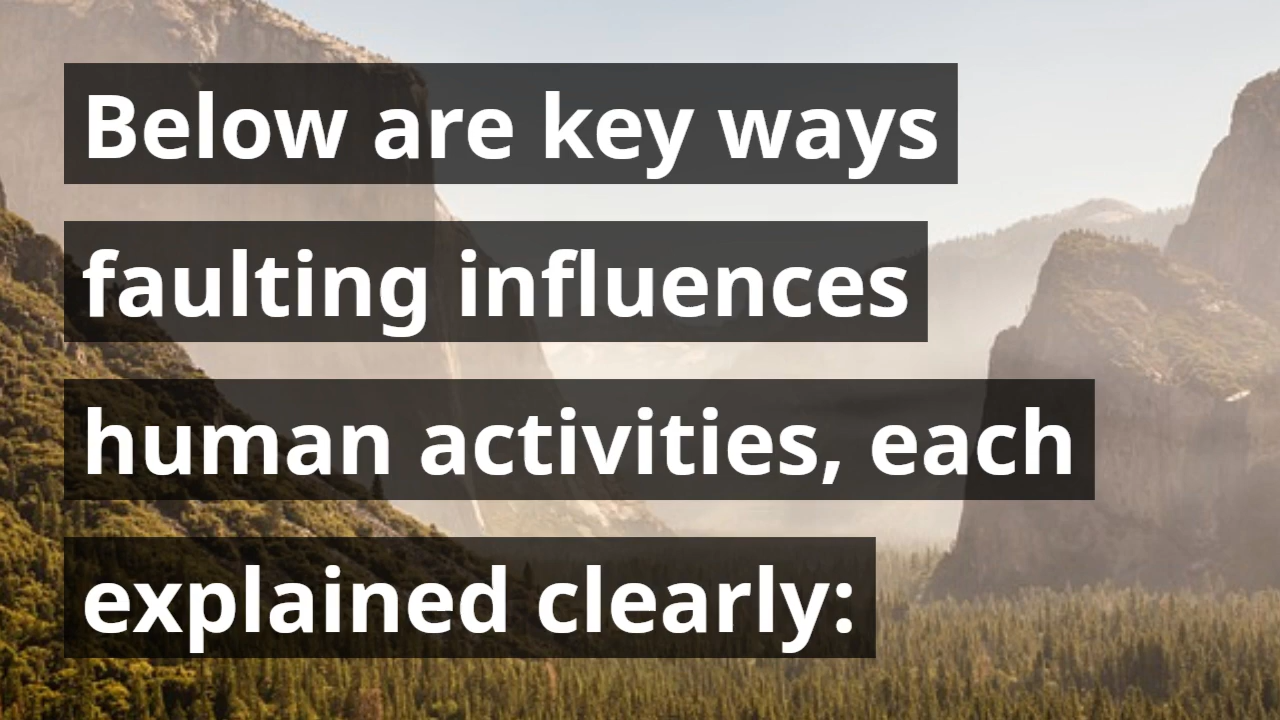 Below are key ways
faulting influences
human activities, each
explained clearly: